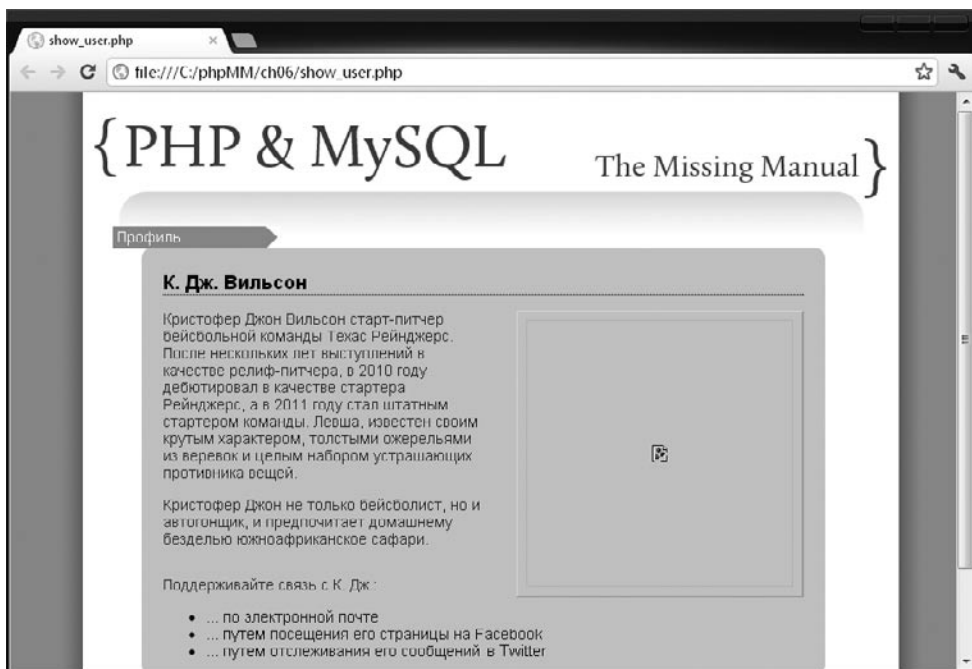 show_user.php
file:///C:/phpMM/ch06/show_user.php
{PHP & MySQL
The Missing Manual}
Профиль
К. Дж. Вильсон
Кристофер Джон Вильсон старт-питчер
бейсбольной команды Техас Рейнджерс.
После нескольких лет выступлений в
качестве релиф-питчера, в 2010 году
дебютировал в качестве стартера
Рейнджерс, а в 2011 году стал штатным
стартером команды. Левша, известен своим
крутым характером, толстыми ожерельями
из веревок и целым набором устрашающих
противника вещей.
Кристофер Джон не только бейсболист, но и
автогонщик, и предпочитает домашнему
безделью южноафриканское сафари.
Поддерживайте связь с К. Дж.:
• ... по электронной почте
• ... путем посещения его страницы на Facebook
• ... путем отслеживания его сообщений в Twitter